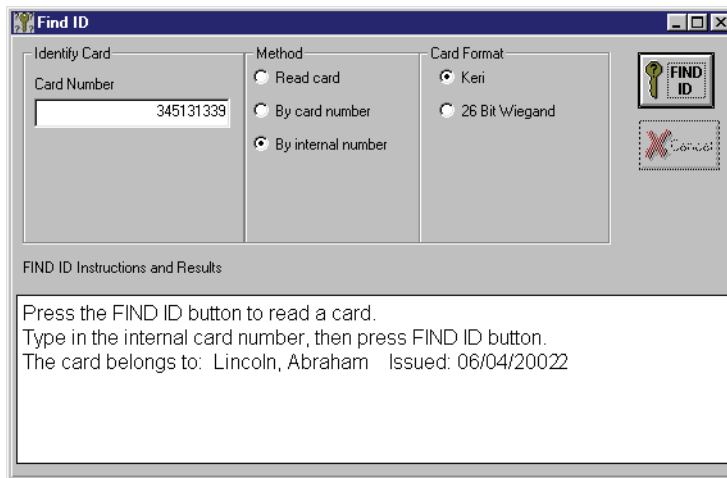 Find ID
Identify Card
Card Number
345131339
Method
Read card
By card number
By internal number
Card Format
Keri
26 Bit Wiegand
FIND
ID
Cancel
FIND ID Instructions and Results
Press the FIND ID button to read a card.
Type in the internal card number, then press FIND ID button.
The card belongs to: Lincoln, Abraham Issued: 06/04/20022